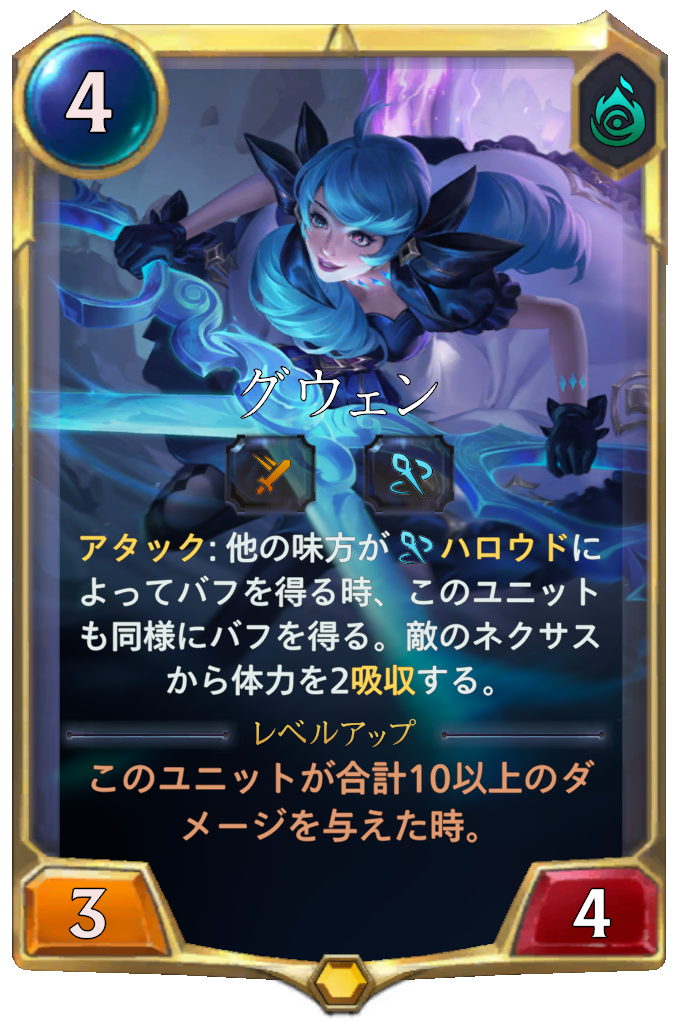 4
グウェン
アタック: 他の味方がハロウドに
よってバフを得る時、このユニット
も同様にバフを得る。敵のネクサス
から体力を2吸収する。
レベルアップ
このユニットが合計10以上のダ
メージを与えた時。
3
4